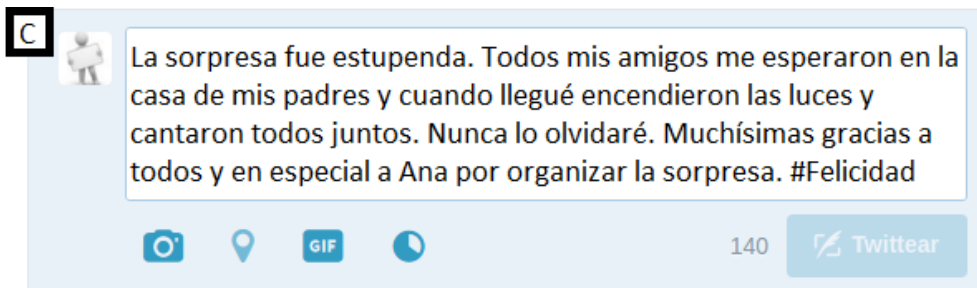 C
La sorpresa fue estupenda. Todos mis amigos me esperaron en la
casa de mis padres y cuando llegué encendieron las luces y
cantaron todos juntos. Nunca lo olvidaré. Muchísimas gracias a
todos y en especial a Ana por organizar la sorpresa. #Felicidad
GIF 140 Twittear